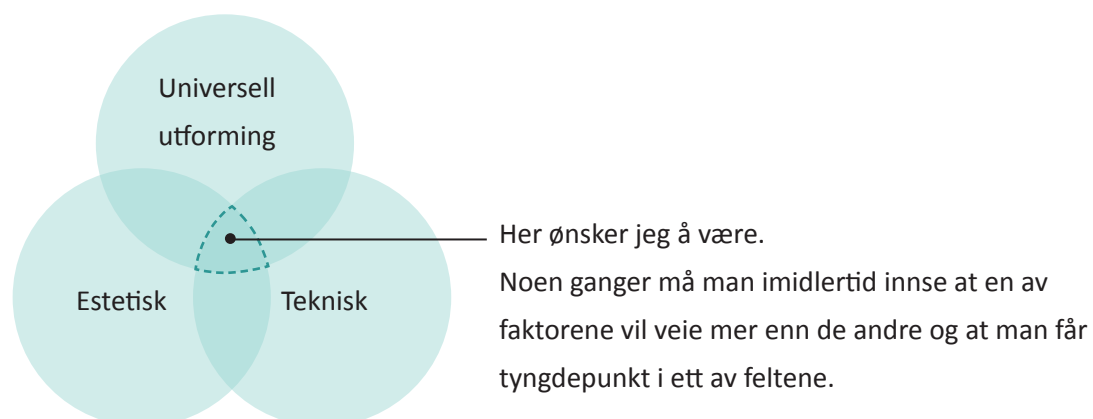 Universell
utforming
Estetisk
Teknisk
Her ønsker jeg å være.
Noen ganger må man imidlertid innse at en av
faktorene vil veie mer enn de andre og at man får
tyngdepunkt i ett av feltene.